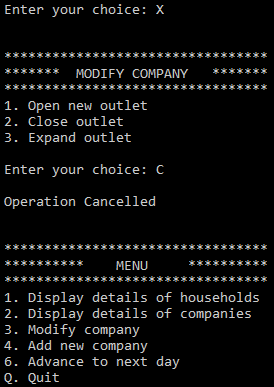 Enter your choice: X
*********************************
*******  MODIFY COMPANY   *******
*********************************
1. Open new outlet
2. Close outlet
3. Expand outlet
Enter your choice: C
Operation Cancelled
*********************************
**********    MENU     **********
*********************************
1. Display details of households
2. Display details of companies
3. Modify company
4. Add new company
6. Advance to next day
Q. Quit